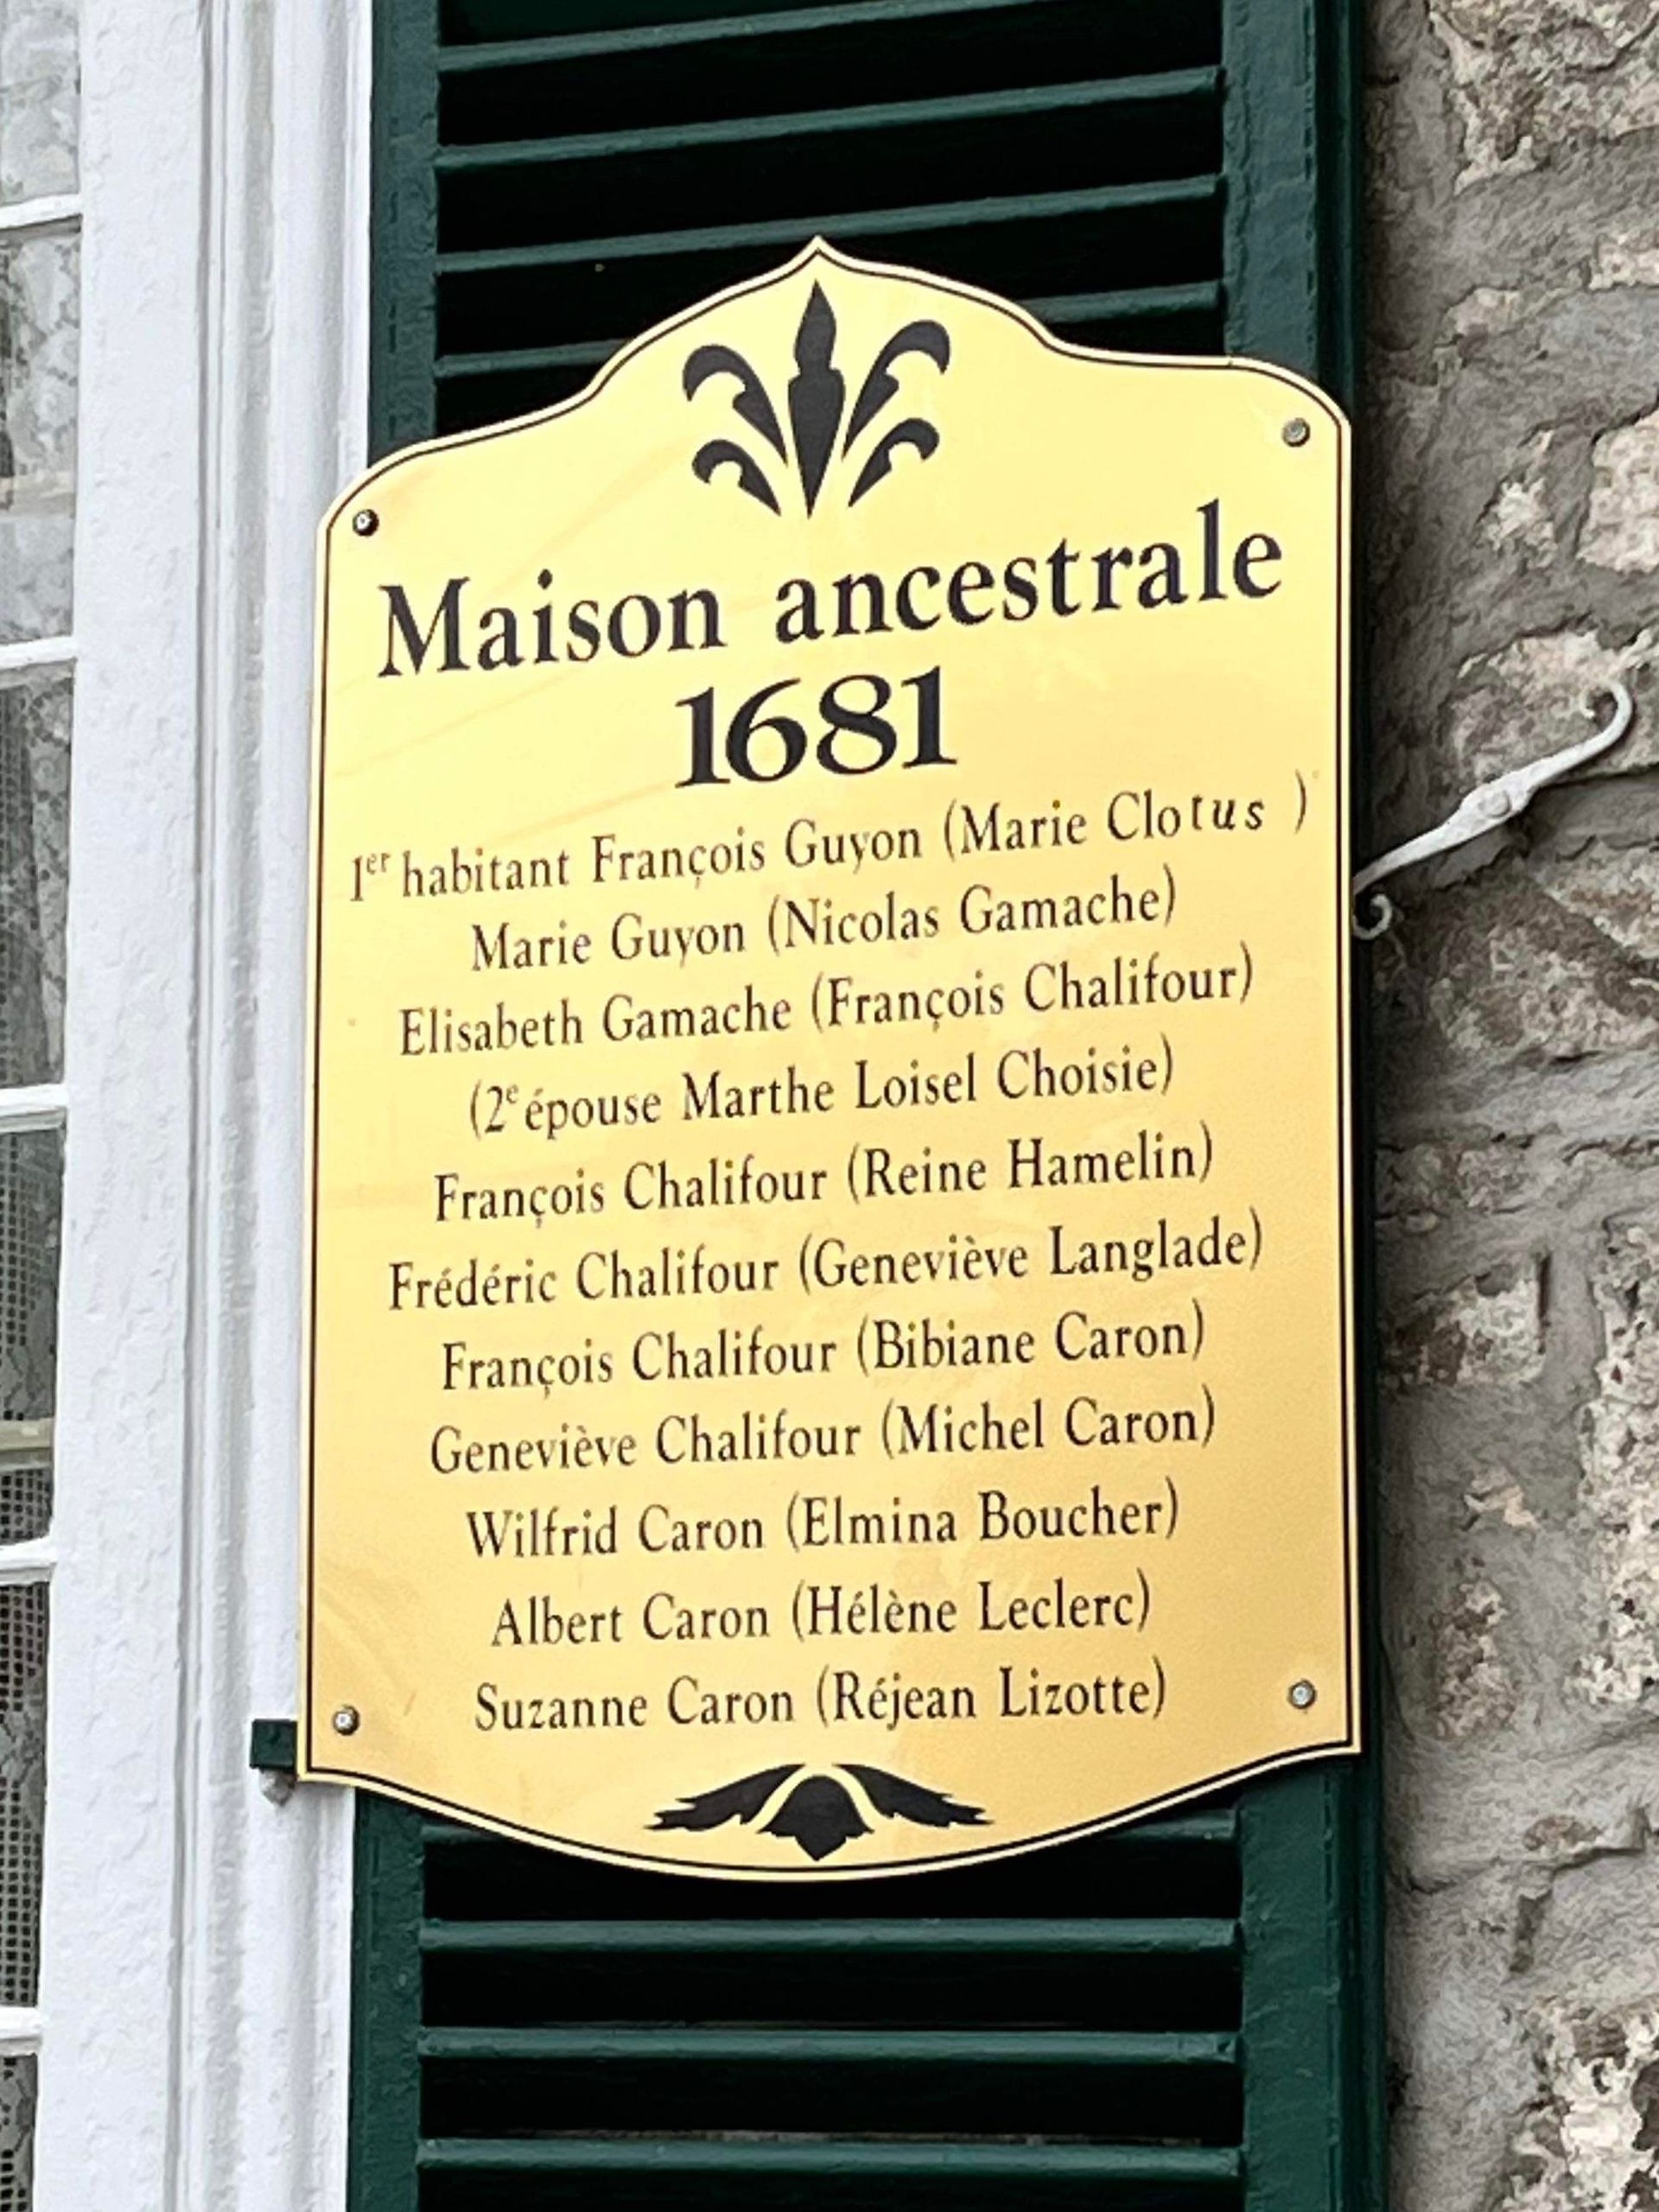 Maison ancestrale
1681
1er habitant François Guyon (Marie Clotus )
Marie Guyon (Nicolas Gamache)
Elisabeth Gamache (François Chalifour)
(2e épouse Marthe Loisel Choisie)
François Chalifour (Reine Hamelin)
Frédéric Chalifour (Geneviève Langlade)
François Chalifour (Bibiane Caron)
Geneviève Chalifour (Michel Caron)
Wilfrid Caron (Elmina Boucher)
Albert Caron (Hélène Leclerc)
Suzanne Caron (Réjean Lizotte)